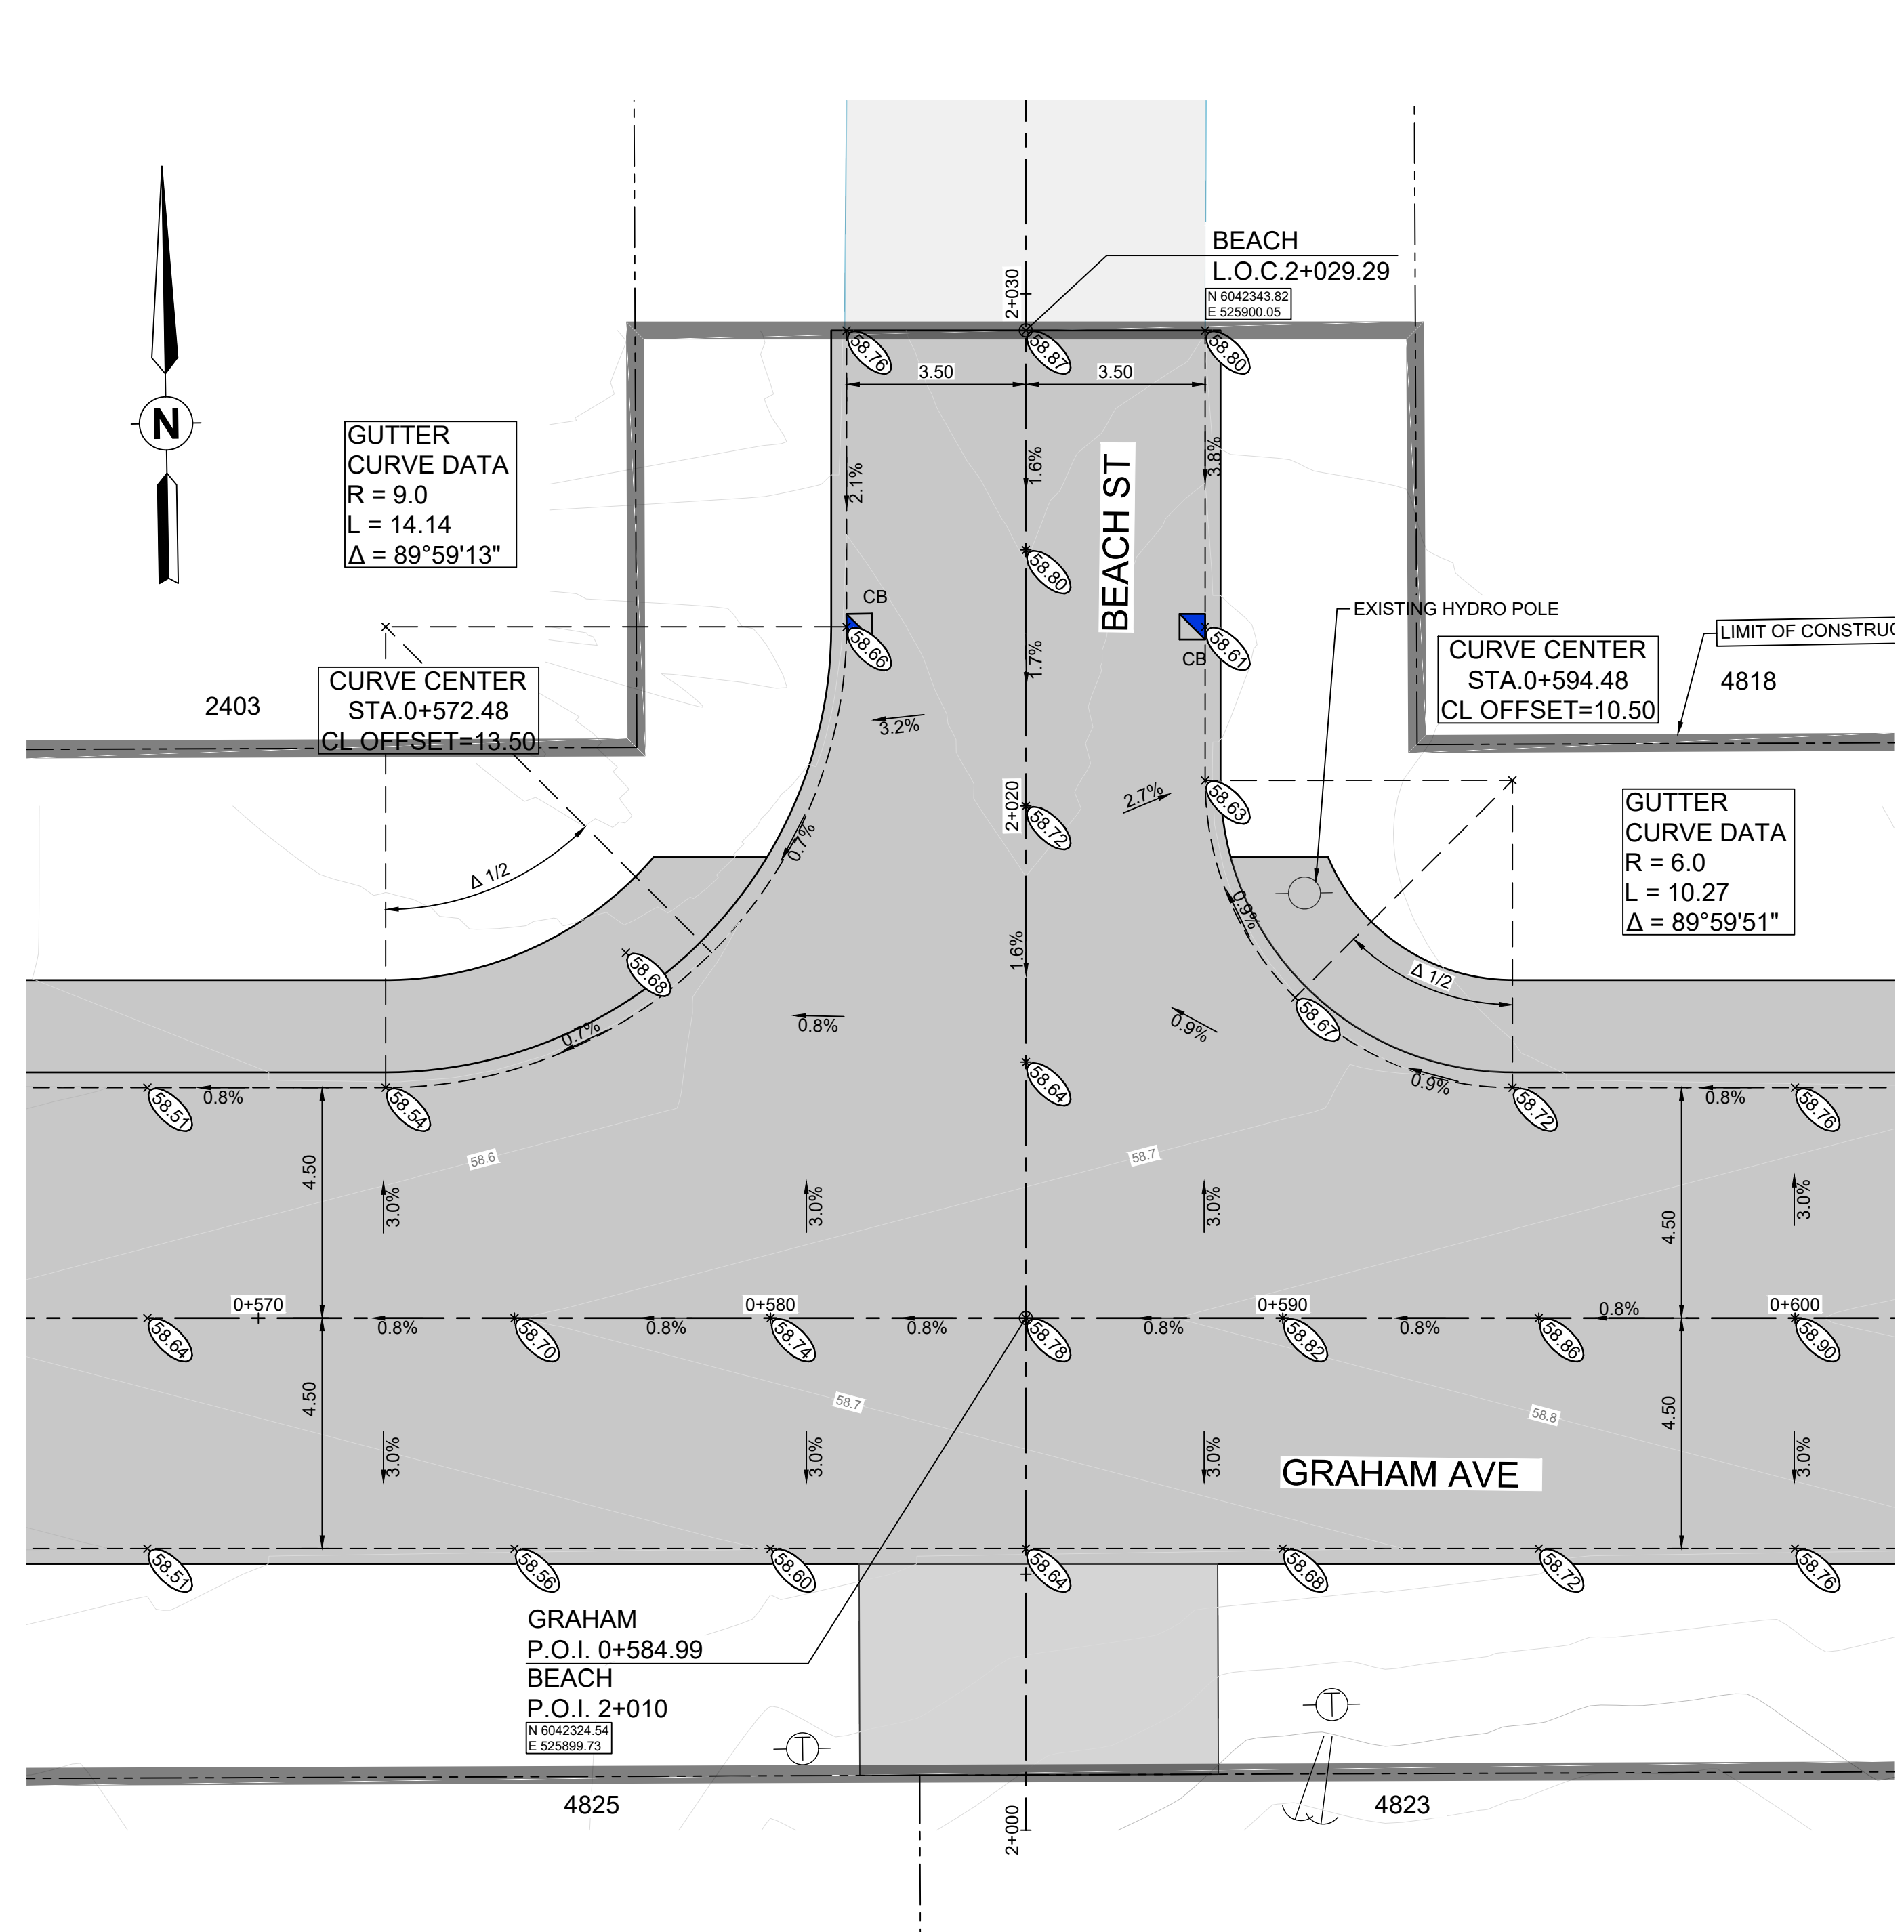 BEACH
L.O.C.2+029.29
N 6042343.82
E 525900.05
2+030
58.76
58.87
58.80
3.50
3.50
GUTTER
CURVE DATA
R = 9.0
L = 14.14
Δ = 89°59'13"
N
2.1%
1.6%
3.8%
BEACH ST
58.80
CB
58.66
1.7%
CB
58.61
EXISTING HYDRO POLE
LIMIT OF CONSTRUC
CURVE CENTER
STA.0+572.48
CL OFFSET=13.50
2403
CURVE CENTER
STA.0+594.48
CL OFFSET=10.50
4818
3.2%
2.7%
58.63
2+020
58.72
0.7%
GUTTER
CURVE DATA
R = 6.0
L = 10.27
Δ = 89°59'51"
Δ 1/2
0.9%
1.6%
58.68
Δ 1/2
58.67
0.7%
0.8%
0.9%
58.64
0.9%
58.51
0.8%
58.54
58.72
0.8%
58.76
58.6
58.7
4.50
3.0%
3.0%
3.0%
4.50
3.0%
0+570
0+580
0+590
0+600
0.8%
0.8%
0.8%
0.8%
0.8%
0.8%
58.64
58.70
58.74
58.78
58.82
58.86
58.90
4.50
58.7
58.8
4.50
3.0%
3.0%
3.0%
3.0%
GRAHAM AVE
58.51
58.56
58.60
58.64
58.68
58.72
58.76
GRAHAM
P.O.I. 0+584.99
BEACH
P.O.I. 2+010
N 6042324.54
E 525899.73
T
T
4825
4823
2+000